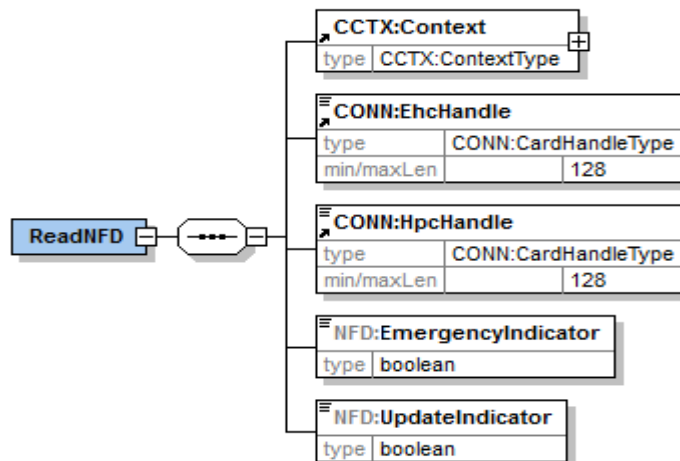 CCTX:Context
type CCTX:ContextType
CONN:EhcHandle
type CONN:CardHandleType
min/maxLen 128
ReadNFD
CONN:HpcHandle
type CONN:CardHandleType
min/maxLen 128
NFD:EmergencyIndicator
type boolean
NFD:UpdateIndicator
type boolean